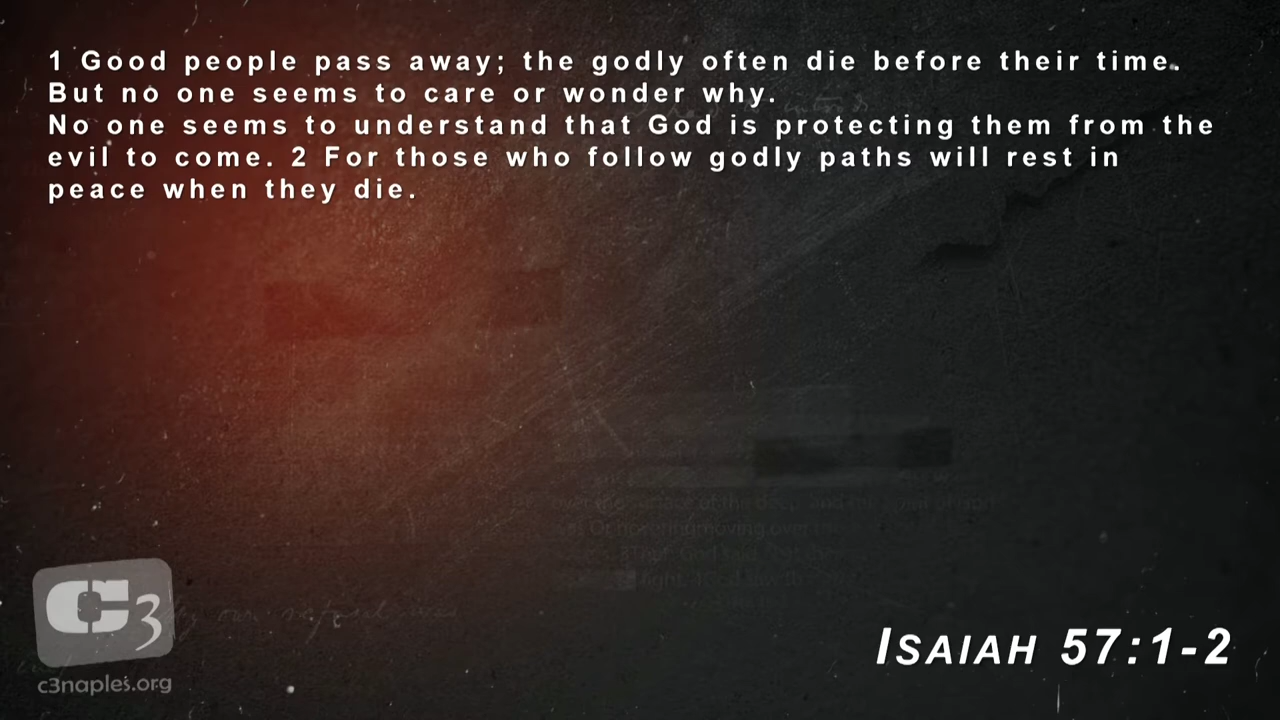 1 Good people pass away; the godly often die before their time.
But no one seems to care or wonder why.
No one seems to understand that God is protecting them from the
evil to come. 2 For those who follow godly paths will rest in
peace when they die.
C3
c3naples.org
ISAIAH 57:1-2